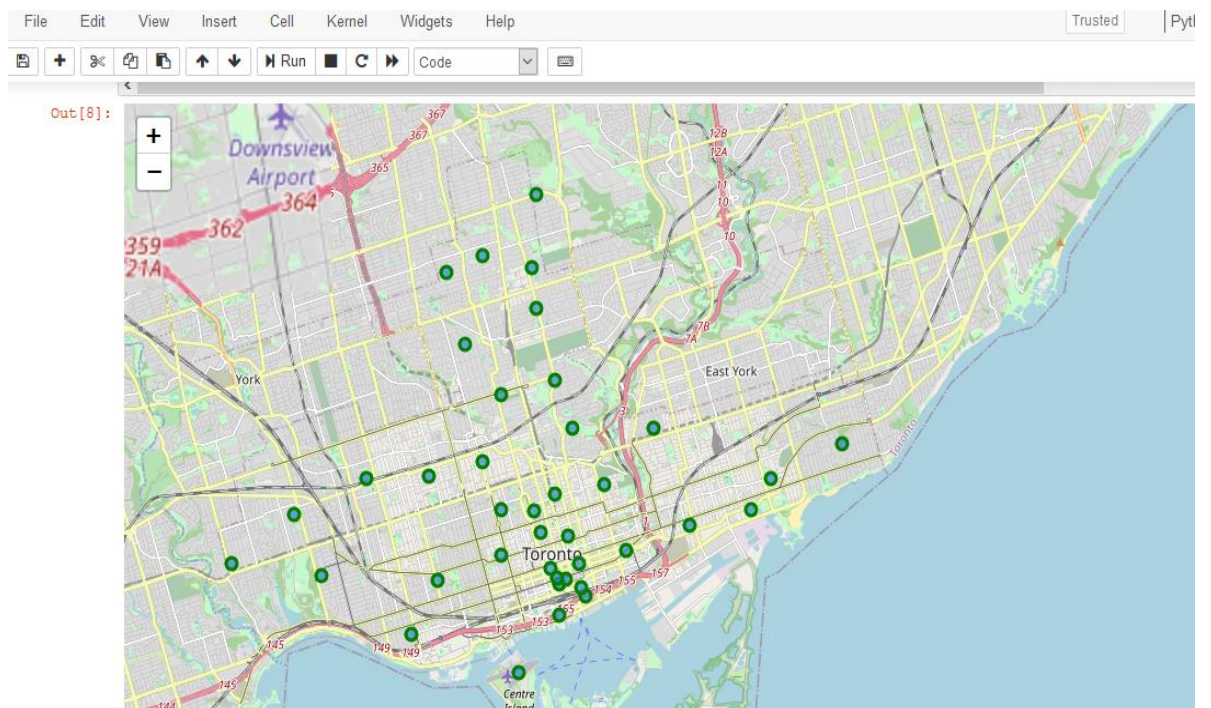 File Edit View Insert Cell Kernel Widgets Help Trusted
Run Code
Out[8]:
+
−
367
367
12B
12A
Downsview
Airport
365
364
11
10
10
362
359
21A
7B
7A
York
East York
3
Toronto
1
Toronto
157
155
154
155
153
153
149
149
145
145
144
Centre
Island